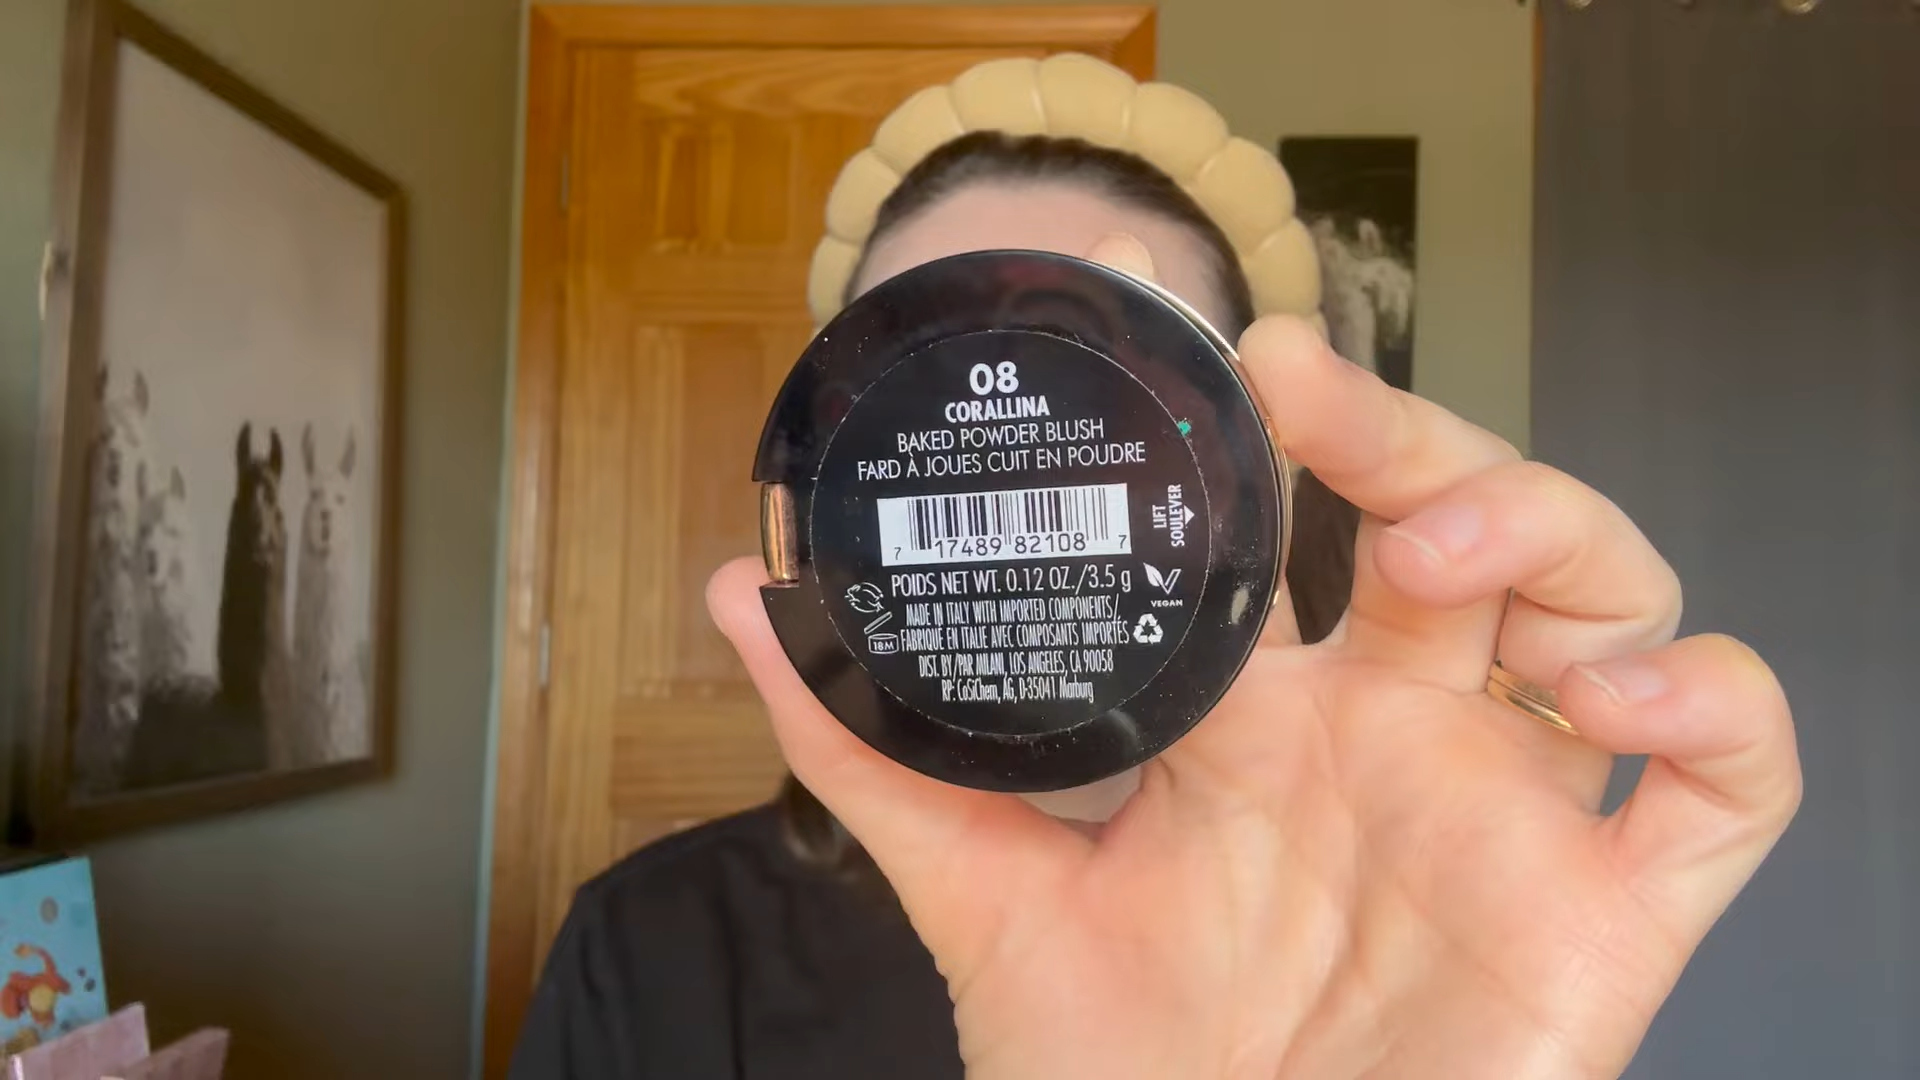 08
CORALLINA
BAKED POWDER BLUSH
FARD À JOUES CUIT EN POUDRE
7 17489 82108 7
LIFT
SOULEVER
POIDS NET WT. 0.12 OZ./3.5 g
VEGAN
MADE IN ITALY WITH IMPORTED COMPONENTS/
FABRIQUÉ EN ITALIE AVEC COMPOSANTS IMPORTÉS
18M
DIST. BY/PAR MILANI, LOS ANGELES, CA 90058
RP: CoSiChem, AG, D-35041 Marburg